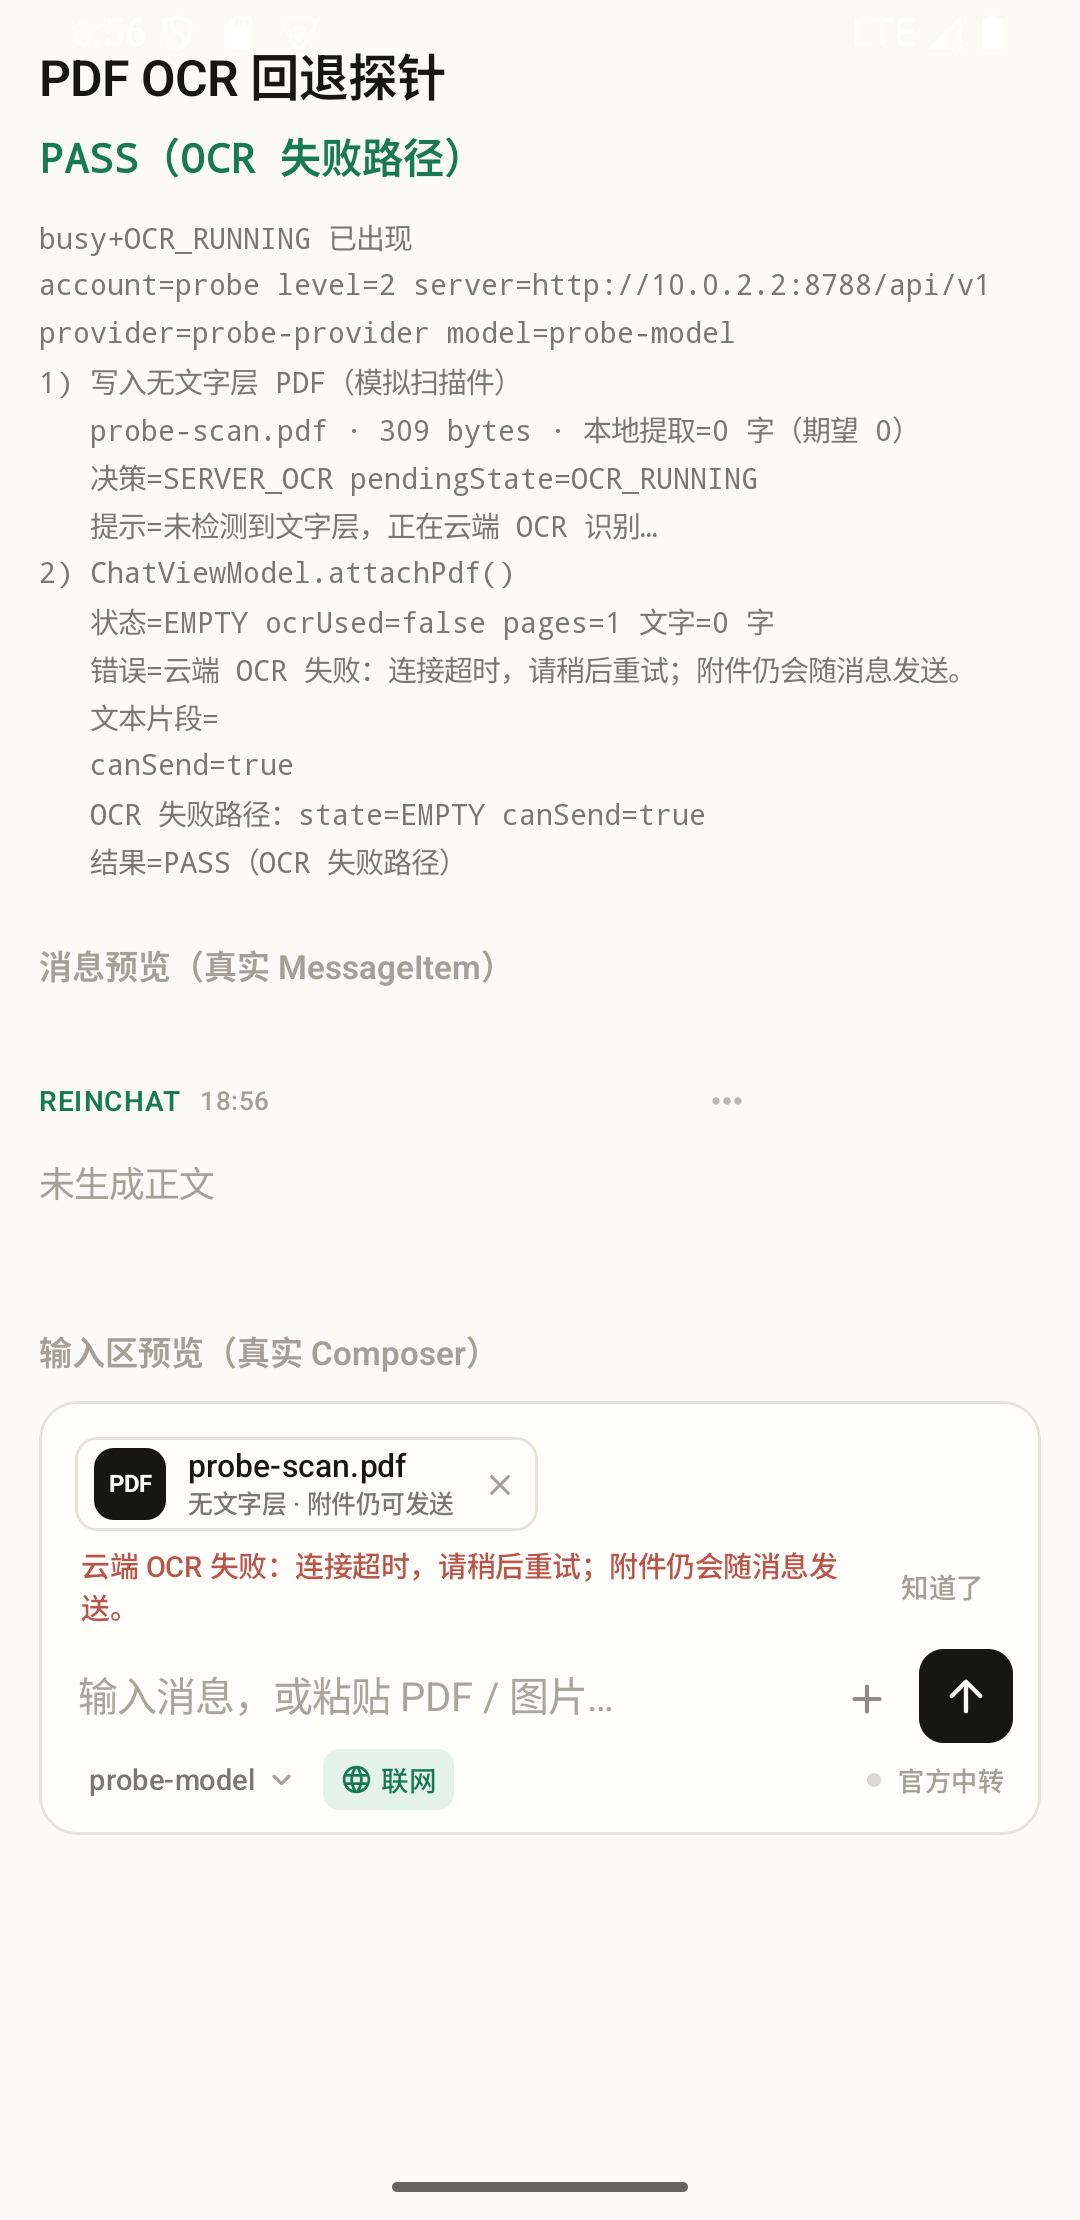 6:56 LTE
PDF OCR 回退探针
PASS（OCR 失败路径）
busy+OCR_RUNNING 已出现
account=probe level=2 server=http://10.0.2.2:8788/api/v1
provider=probe-provider model=probe-model
1) 写入无文字层 PDF（模拟扫描件）
probe-scan.pdf · 309 bytes · 本地提取=0 字（期望 0）
决策=SERVER_OCR pendingState=OCR_RUNNING
提示=未检测到文字层，正在云端 OCR 识别…
2) ChatViewModel.attachPdf()
状态=EMPTY ocrUsed=false pages=1 文字=0 字
错误=云端 OCR 失败：连接超时，请稍后重试；附件仍会随消息发送。
文本片段=
canSend=true
OCR 失败路径：state=EMPTY canSend=true
结果=PASS（OCR 失败路径）
消息预览（真实 MessageItem）
REINCHAT 18:56
未生成正文
输入区预览（真实 Composer）
PDF
probe-scan.pdf
无文字层 · 附件仍可发送
云端 OCR 失败：连接超时，请稍后重试；附件仍会随消息发
送。
知道了
输入消息，或粘贴 PDF / 图片…
probe-model 联网 官方中转